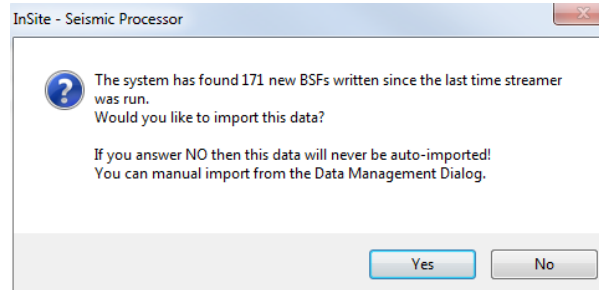 InSite - Seismic Processor
The system has found 171 new BSFs written since the last time streamer
was run.
Would you like to import this data?
If you answer NO then this data will never be auto-imported!
You can manual import from the Data Management Dialog.
Yes
No